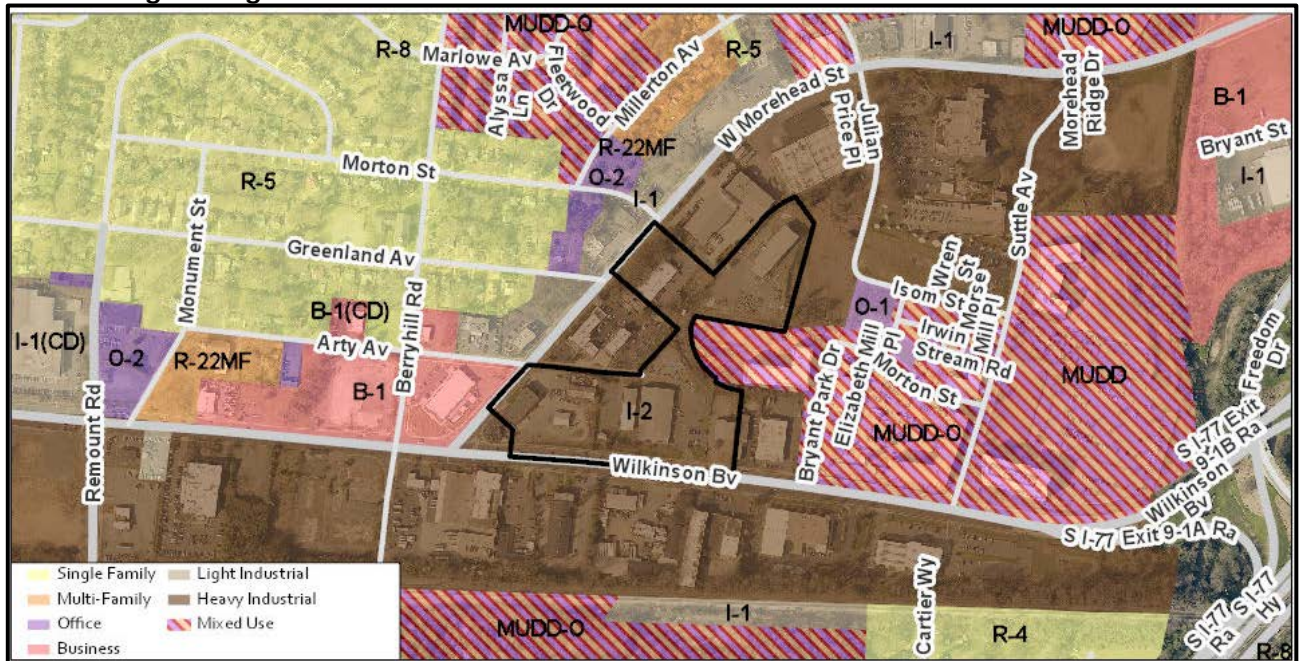 MUDD-O
I-1
MUDD-O
R-8
Marlowe Av
R-5
Alyssa
Ln
Fleetwood
Dr
Millerton Av
W Morehead St
Julian
Price Pl
Morehead
Ridge Dr
B-1
Bryant St
I-1
R-22MF
O-2
Morton St
R-5
I-1
Suttle Av
Monument St
Greenland Av
Wren
Morse St
Isom St
Mill Pl
O-1
Irwin
Stream Rd
B-1(CD)
Berryhill Rd
Arty Av
I-1(CD)
O-2
R-22MF
B-1
Remount Rd
I-2
Bryant Park Dr
Elizabeth Mill
Pl
Morton St
MUDD-O
MUDD
Freedom
Dr
S I-77 Exit
9-1B Ra
Wilkinson
Bv
Wilkinson Bv
S I-77 Exit 9-1A Ra
Single Family
Light Industrial
Multi-Family
Heavy Industrial
Office
Mixed Use
Business
MUDD-O
I-1
Cartier Wy
R-4
S I-77
Ra
S I-77
Hy
R-8